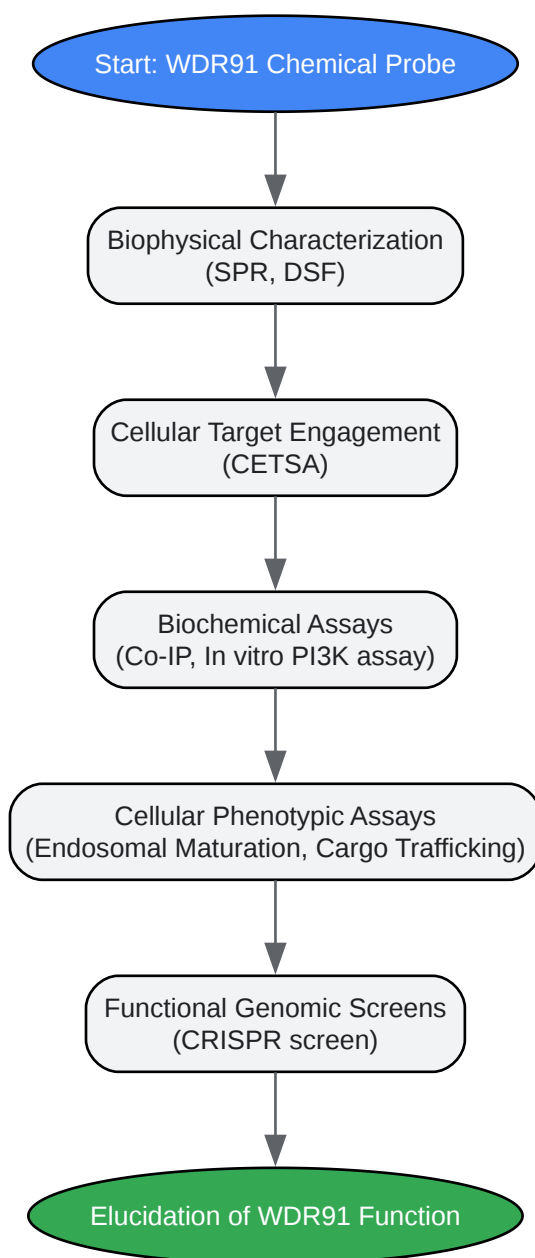 Start: WDR91 Chemical Probe
Biophysical Characterization
(SPR, DSF)
Cellular Target Engagement
(CETSA)
Biochemical Assays
(Co-IP, In vitro PI3K assay)
Cellular Phenotypic Assays
(Endosomal Maturation, Cargo Trafficking)
Functional Genomic Screens
(CRISPR screen)
Elucidation of WDR91 Function